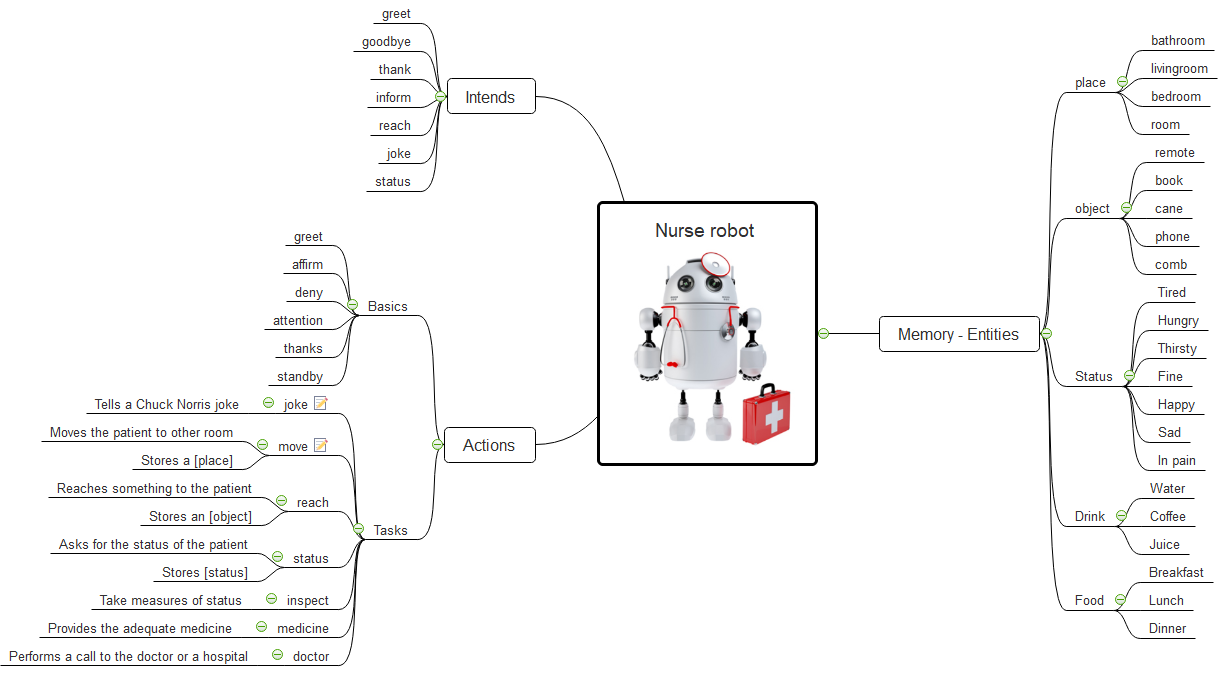 Nurse robot
Intends
greet
goodbye
thank
inform
reach
joke
status
Actions
Basics
greet
affirm
deny
attention
thanks
standby
Tasks
joke
Tells a Chuck Norris joke
move
Moves the patient to other room
Stores a [place]
reach
Reaches something to the patient
Stores an [object]
status
Asks for the status of the patient
Stores [status]
inspect
Take measures of status
medicine
Provides the adequate medicine
doctor
Performs a call to the doctor or a hospital
Memory - Entities
place
bathroom
livingroom
bedroom
room
object
remote
book
cane
phone
comb
Status
Tired
Hungry
Thirsty
Fine
Happy
Sad
In pain
Drink
Water
Coffee
Juice
Food
Breakfast
Lunch
Dinner